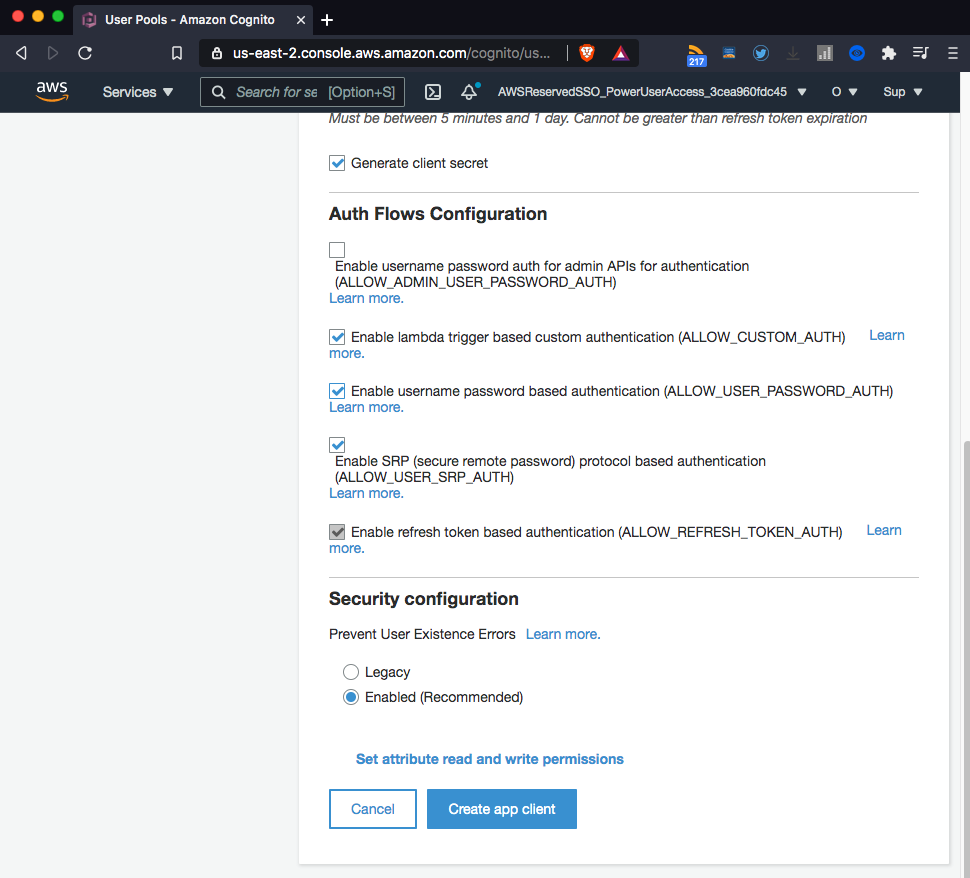 User Pools - Amazon Cognito
us-east-2.console.aws.amazon.com/cognito/us...
217
aws
Services
Search for se [Option+S]
AWSReservedSSO_PowerUserAccess_3cea960fdc45
O
Sup
Must be between 5 minutes and 1 day. Cannot be greater than refresh token expiration
Generate client secret
Auth Flows Configuration
Enable username password auth for admin APIs for authentication
(ALLOW_ADMIN_USER_PASSWORD_AUTH)
Learn more.
Enable lambda trigger based custom authentication (ALLOW_CUSTOM_AUTH) Learn
more.
Enable username password based authentication (ALLOW_USER_PASSWORD_AUTH)
Learn more.
Enable SRP (secure remote password) protocol based authentication
(ALLOW_USER_SRP_AUTH)
Learn more.
Enable refresh token based authentication (ALLOW_REFRESH_TOKEN_AUTH) Learn
more.
Security configuration
Prevent User Existence Errors Learn more.
Legacy
Enabled (Recommended)
Set attribute read and write permissions
Cancel
Create app client